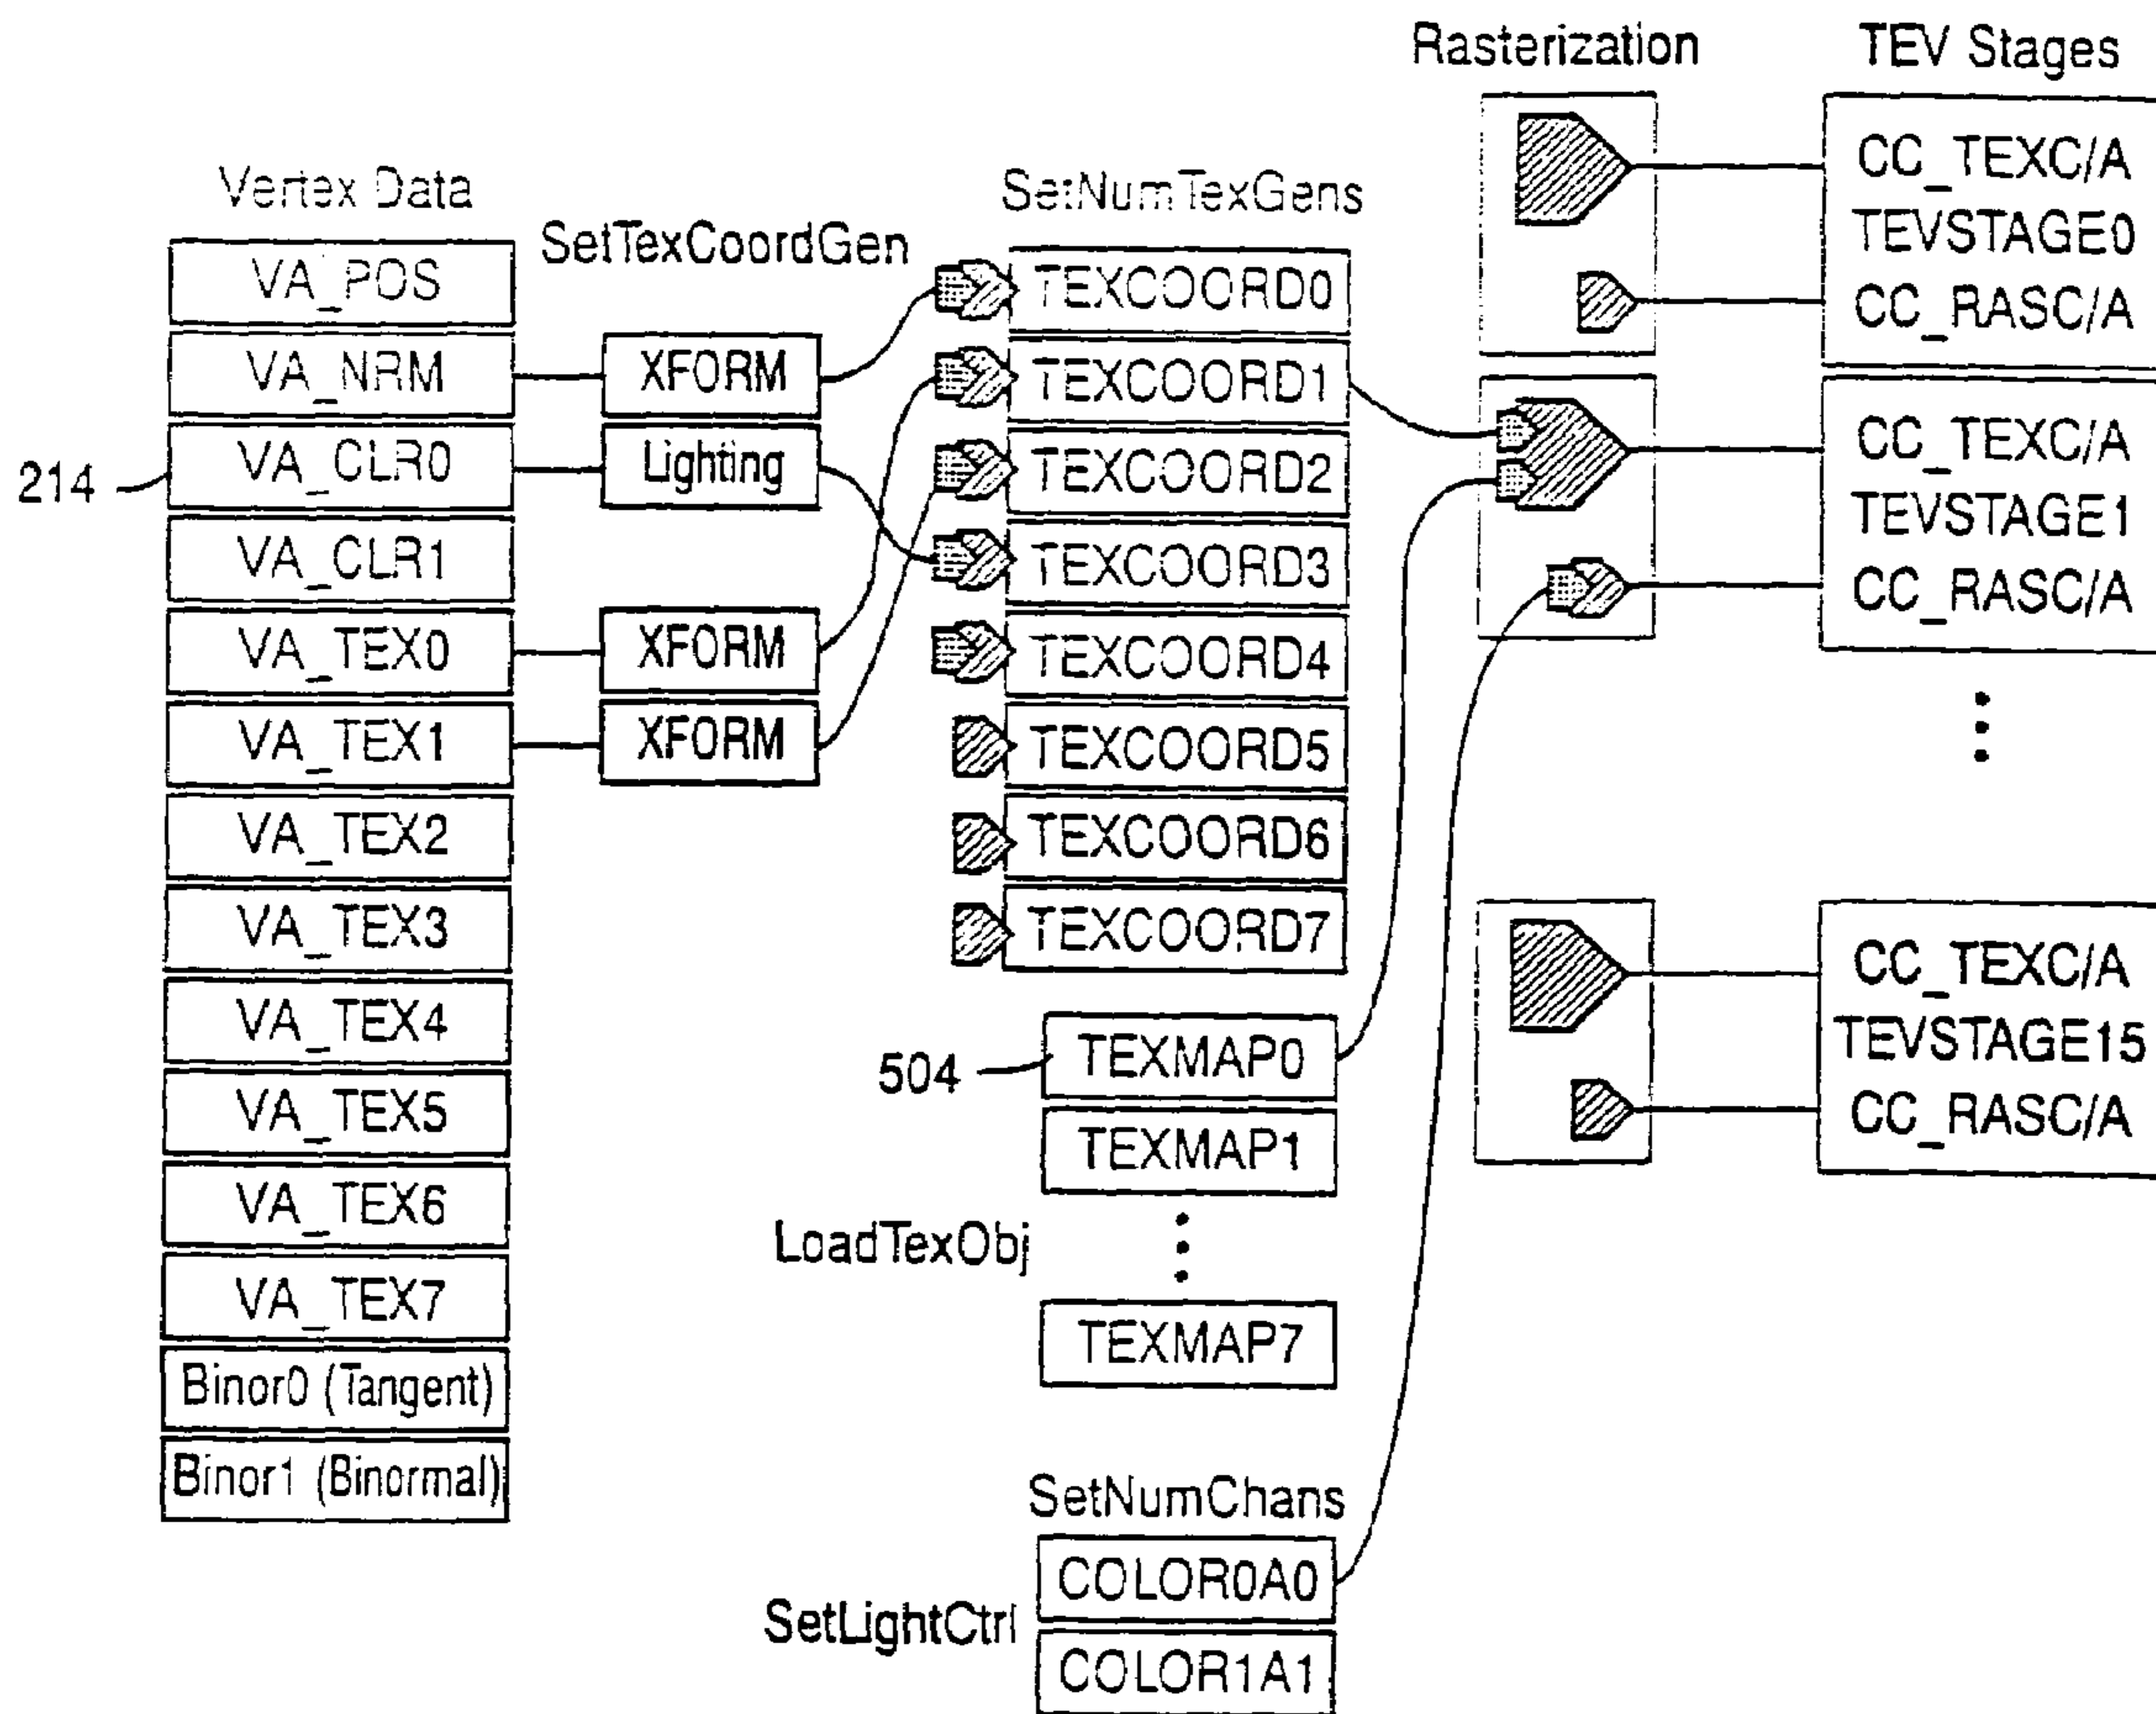 Rasterization
TEV Stages
Vertex Data
SetTexCoordGen
SetNumTexGens
VA_POS
VA_NRM
VA_CLR0
VA_CLR1
VA_TEX0
VA_TEX1
VA_TEX2
VA_TEX3
VA_TEX4
VA_TEX5
VA_TEX6
VA_TEX7
Binor0 (Tangent)
Binor1 (Binormal)
214
XFORM
Lighting
XFORM
XFORM
TEXCOORD0
TEXCOORD1
TEXCOORD2
TEXCOORD3
TEXCOORD4
TEXCOORD5
TEXCOORD6
TEXCOORD7
504
TEXMAP0
TEXMAP1
LoadTexObj
TEXMAP7
SetNumChans
COLOR0A0
SetLightCtrl
COLOR1A1
CC_TEXC/A
TEVSTAGE0
CC_RASC/A
CC_TEXC/A
TEVSTAGE1
CC_RASC/A
CC_TEXC/A
TEVSTAGE15
CC_RASC/A